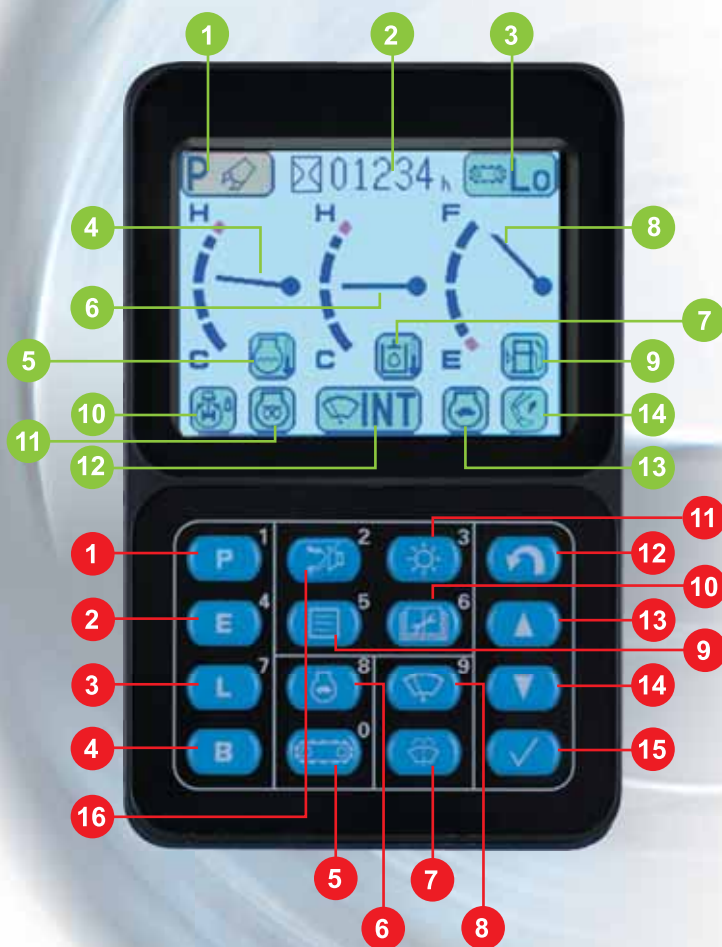 1 2 3
P 01234 h Lo
H H F
4 8
6 7
C C E
5 9
10 14
INT
11 12 13
1 P 1 2 3 11
12
2 E 4 5 6 10
13
9
3 L 7 8 9 14
4 B 0 15
16
5 7
6 8